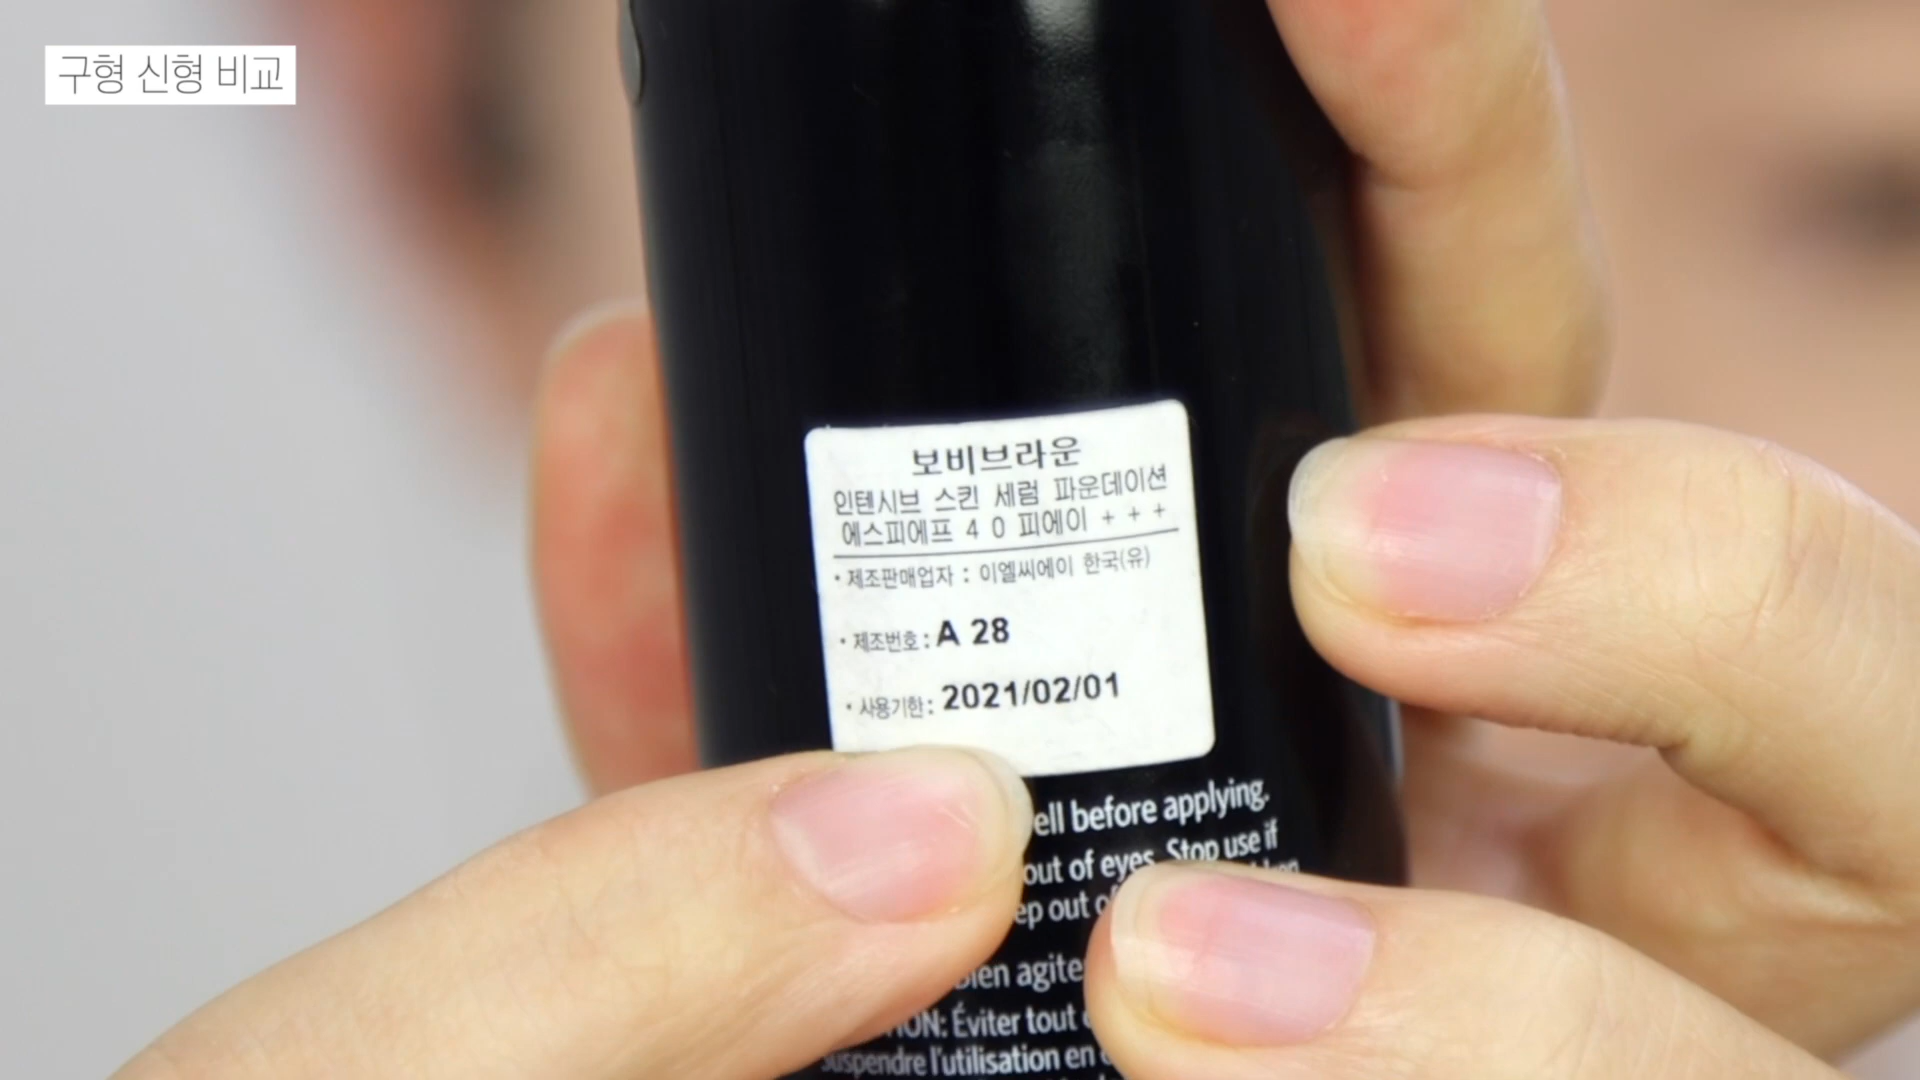 구형 신형 비교
보비브라운
인텐시브 스킨 세럼 파운데이션
에스피에프 4 0 피에이 + + +
• 제조판매업자 : 이엘씨에이 한국(유)
• 제조번호 : A 28
• 사용기한 : 2021/02/01
before applying.
out of eyes. Stop use if
out
agite
Éviter tout
suspendre l'utilisation en